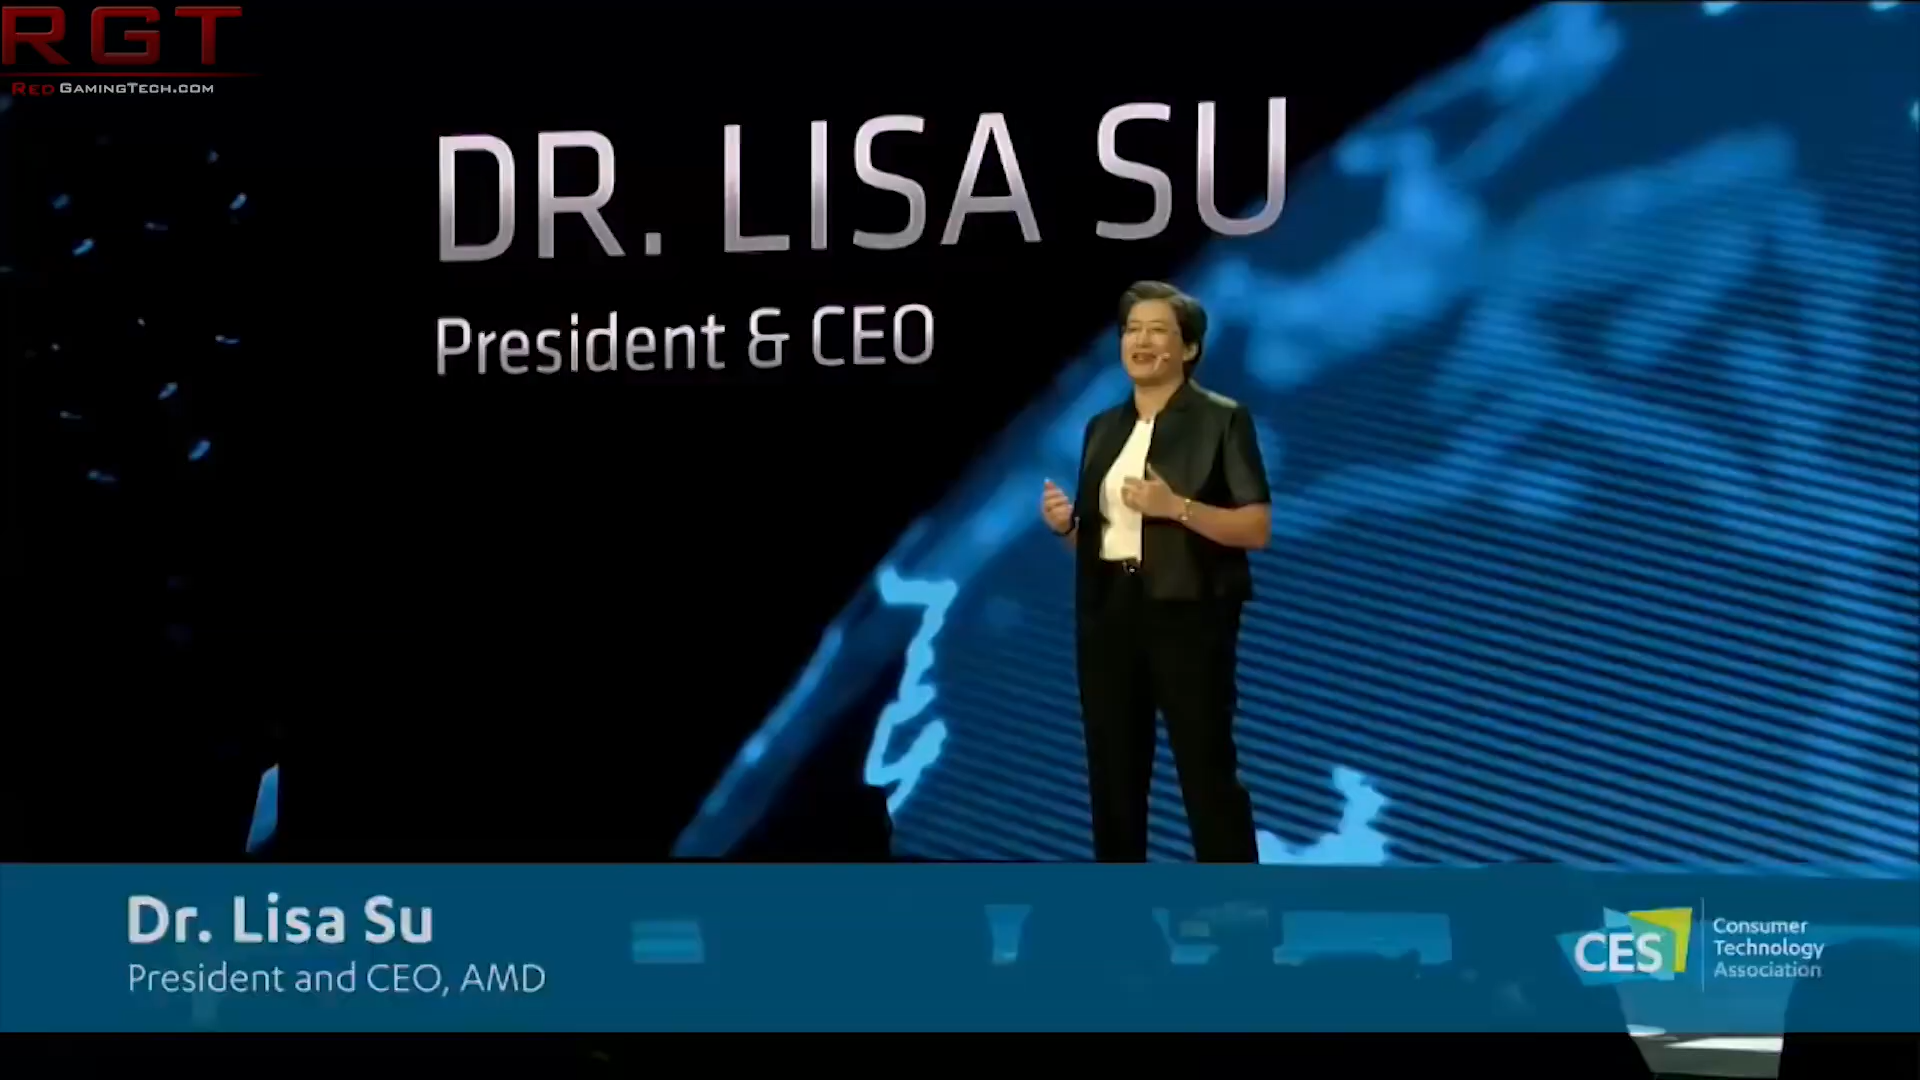 RGT
RedGamingTech.com
DR. LISA SU
President & CEO
Dr. Lisa Su
President and CEO, AMD
CES
Consumer
Technology
Association